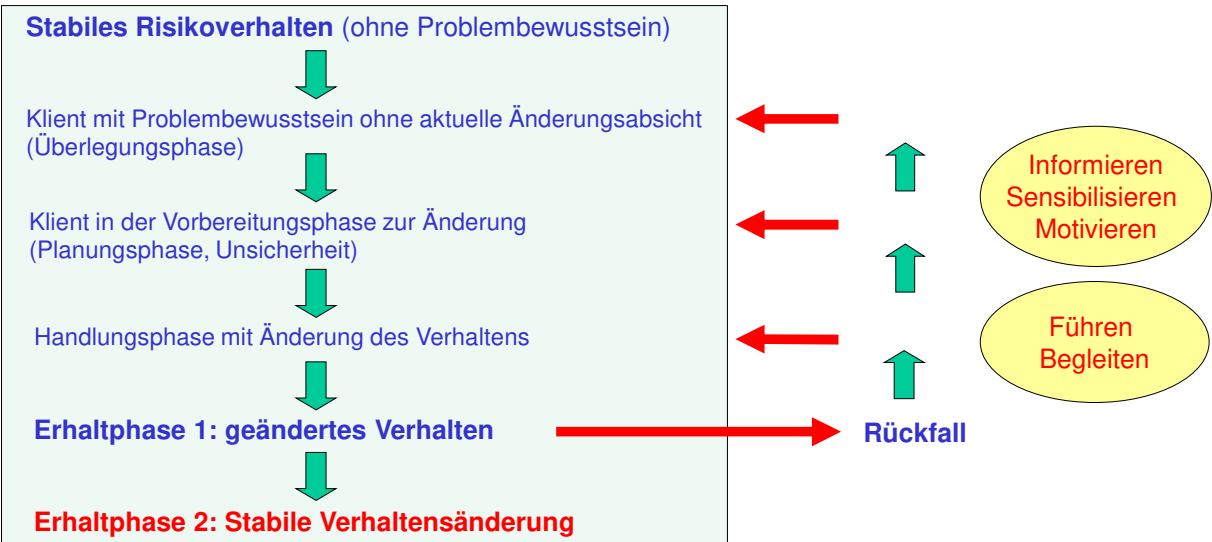 Stabiles Risikoverhalten (ohne Problembewusstsein)
Klient mit Problembewusstsein ohne aktuelle Änderungsabsicht
(Überlegungsphase)
Klient in der Vorbereitungsphase zur Änderung
(Planungsphase, Unsicherheit)
Handlungsphase mit Änderung des Verhaltens
Erhaltphase 1: geändertes Verhalten
Erhaltphase 2: Stabile Verhaltensänderung
Rückfall
Informieren
Sensibilisieren
Motivieren
Führen
Begleiten